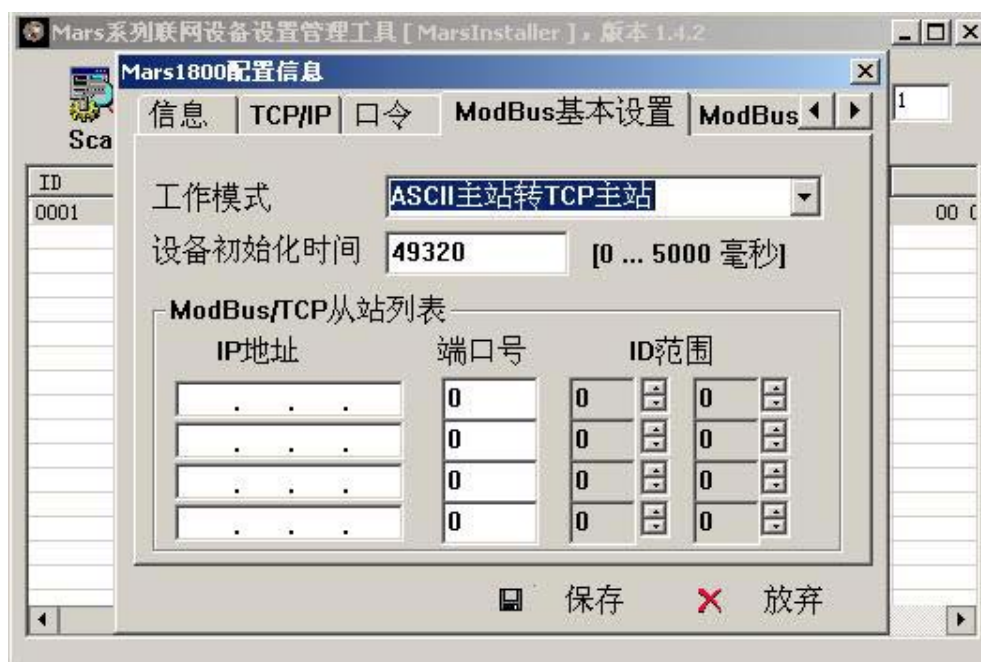 Mars系列联网设备设置管理工具 [ MarsInstaller ]，版本 1.4.2
Mars1800配置信息
信息 TCP/IP 口令 ModBus基本设置 ModBus
1
Sca
ID
0001
00 0
工作模式 ASCII主站转TCP主站
设备初始化时间 49320 [0 ... 5000 毫秒]
ModBus/TCP从站列表
IP地址 端口号 ID范围
. . . 0 0 0
. . . 0 0 0
. . . 0 0 0
. . . 0 0 0
保存 放弃